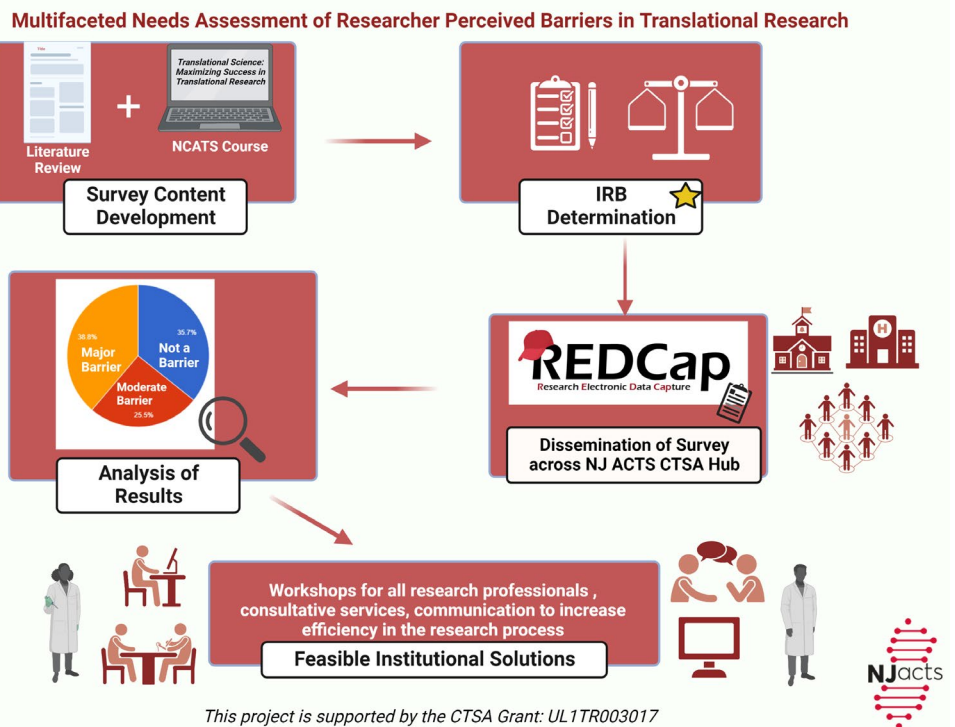 Multifaceted Needs Assessment of Researcher Perceived Barriers in Translational Research
Title
Translational Science:
Maximizing Success in
Translational Research
+
Literature
Review
NCATS Course
Survey Content
Development
IRB
Determination
REDCap
Research Electronic Data Capture
H
Dissemination of Survey
across NJ ACTS CTSA Hub
35.7%
Not a
Barrier
38.8%
Major
Barrier
Moderate
Barrier
25.5%
Analysis of
Results
Workshops for all research professionals ,
consultative services, communication to increase
efficiency in the research process
Feasible Institutional Solutions
NJacts
This project is supported by the CTSA Grant: UL1TR003017